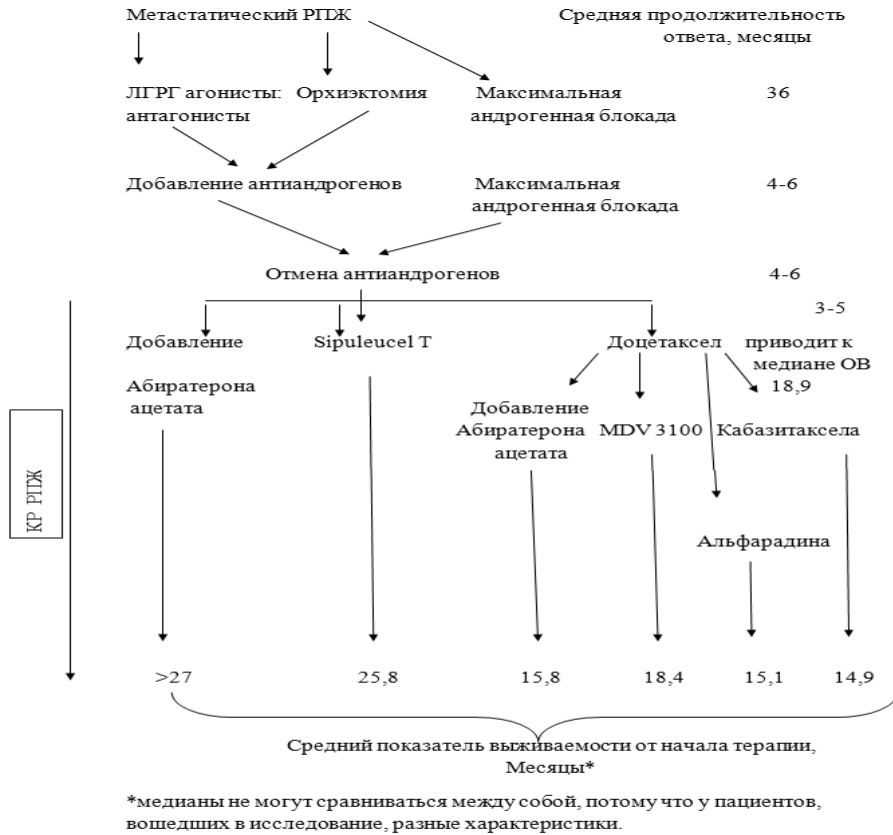 Метастатический РПЖ
Средняя продолжительность
ответа, месяцы
ЛГРГ агонисты:
антагонисты
Орхиэктомия
Максимальная
андрогенная блокада
36
Добавление антиандрогенов
Максимальная
андрогенная блокада
4-6
Отмена антиандрогенов
4-6
3-5
Добавление
Абиратерона
ацетата
Sipuleucel T
Доцетаксел
приводит к
медиане ОВ
18,9
Добавление
Абиратерона
ацетата
MDV 3100
Кабазитаксела
КР РПЖ
Альфарадина
>27
25,8
15,8
18,4
15,1
14,9
Средний показатель выживаемости от начала терапии,
Месяцы*
*медианы не могут сравниваться между собой, потому что у пациентов,
вошедших в исследование, разные характеристики.